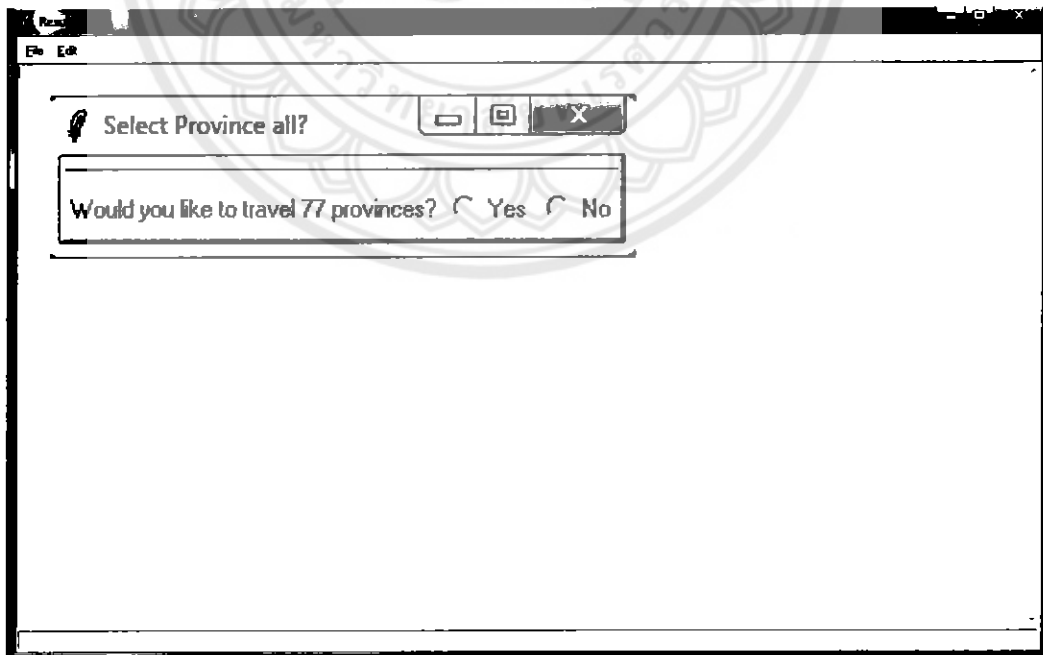 File Edit
Select Province all?
Would you like to travel 77 provinces? Yes No